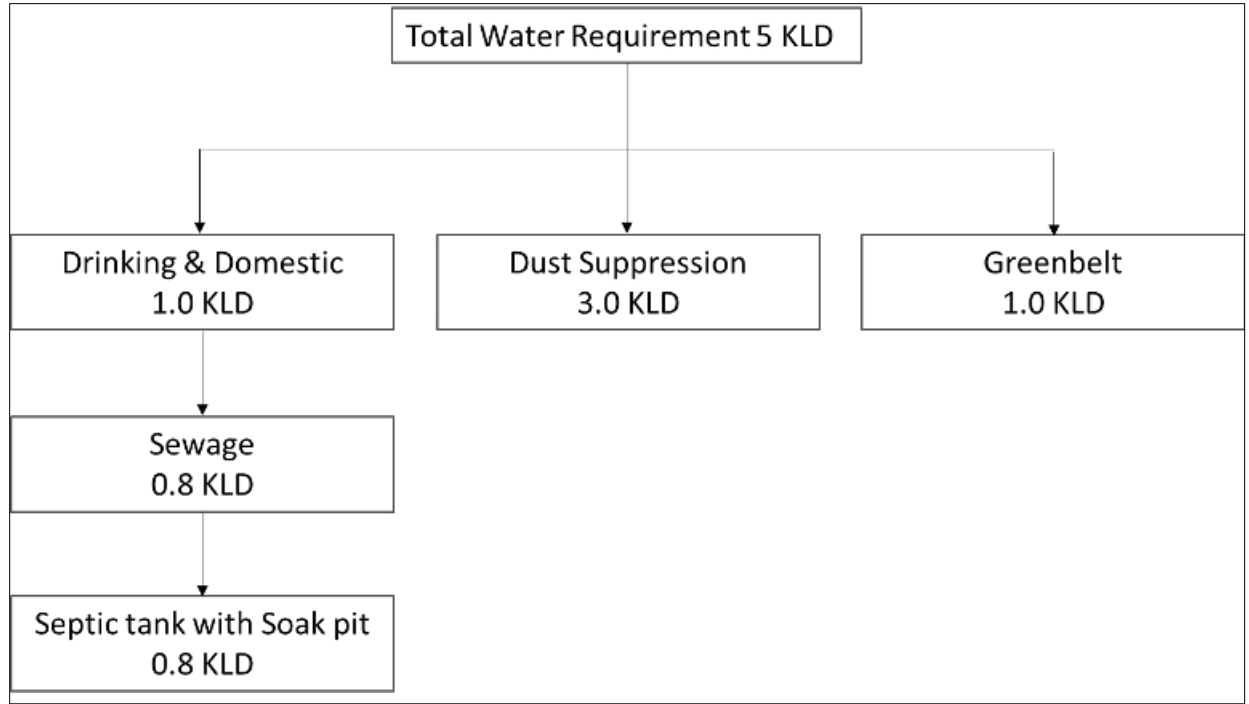 Total Water Requirement 5 KLD
Drinking & Domestic
1.0 KLD
Dust Suppression
3.0 KLD
Greenbelt
1.0 KLD
Sewage
0.8 KLD
Septic tank with Soak pit
0.8 KLD